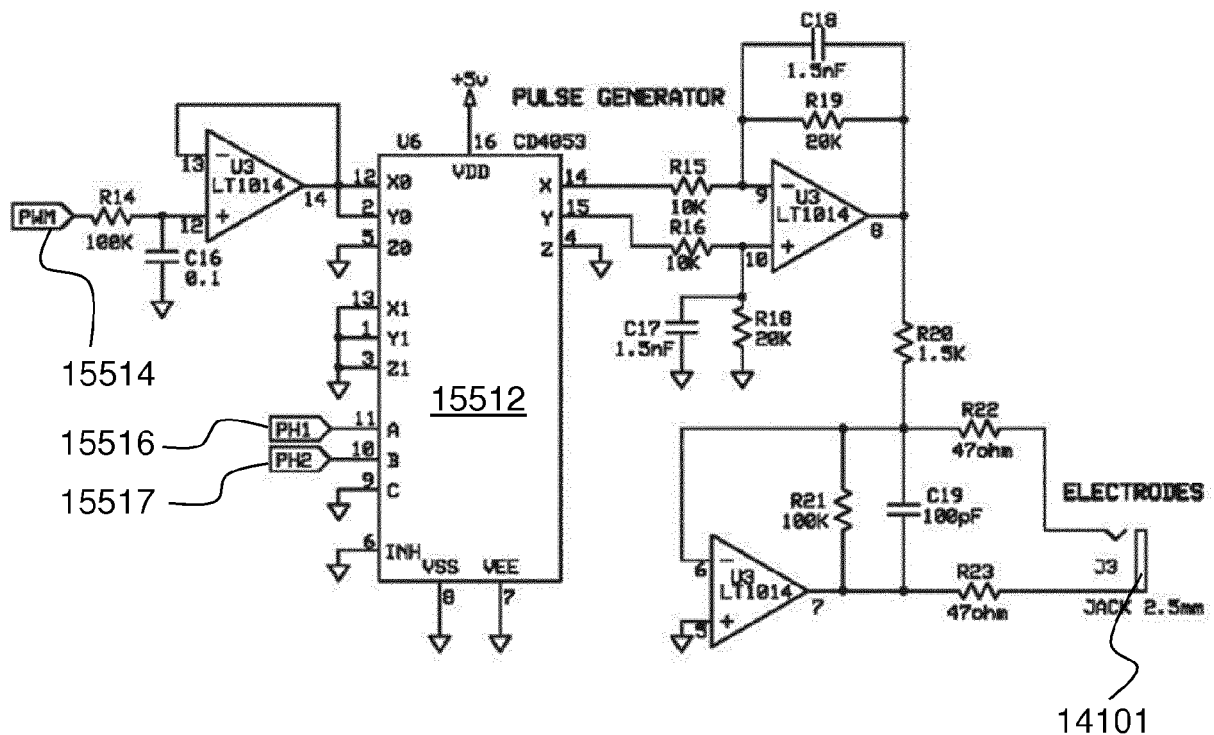 C18
1.5nF
+5v
PULSE GENERATOR
R19
20K
U6
16
CD4053
VDD
13
-
U3
LT1014
14
12
+
R14
100K
PWM
C16
0.1
12
X0
2
Y0
5
Z0
13
X1
1
Y1
3
Z1
11
A
10
B
9
C
6
INH
VSS
VEE
8
7
X
14
Y
15
Z
4
R15
10K
R16
10K
9
-
U3
LT1014
8
10
+
C17
1.5nF
R18
20K
R20
1.5K
15514
15512
15516
PH1
15517
PH2
R22
47ohm
R21
100K
C19
100pF
ELECTRODES
6
-
U3
LT1014
7
5
+
R23
47ohm
J3
JACK 2.5mm
14101